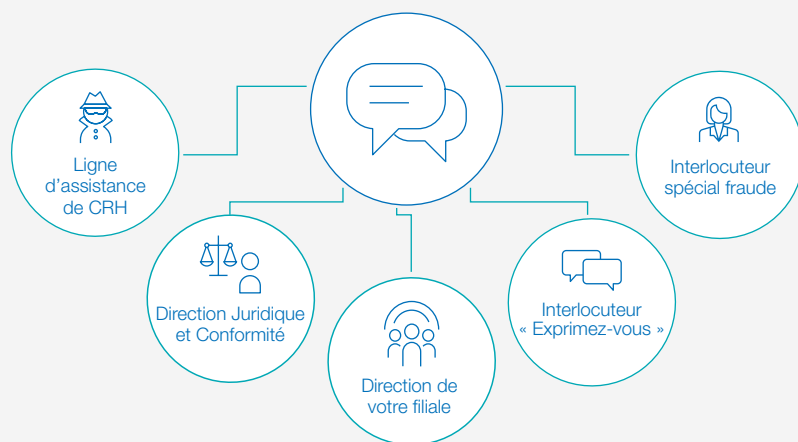 Ligne
d’assistance
de CRH
Direction Juridique
et Conformité
Direction de
votre filiale
Interlocuteur
« Exprimez-vous »
Interlocuteur
spécial fraude